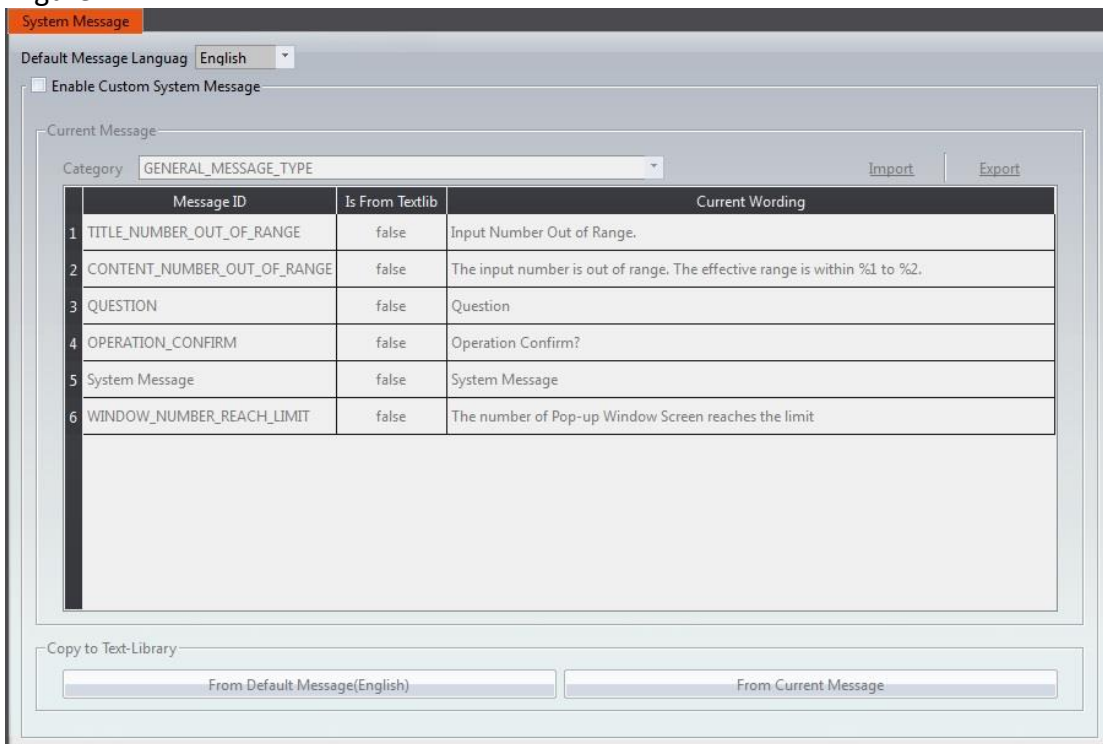 System Message
Default Message Languag English
Enable Custom System Message
Current Message
Category GENERAL_MESSAGE_TYPE Import Export
Message ID Is From Textlib Current Wording
1 TITLE_NUMBER_OUT_OF_RANGE false Input Number Out of Range.
2 CONTENT_NUMBER_OUT_OF_RANGE false The input number is out of range. The effective range is within %1 to %2.
3 QUESTION false Question
4 OPERATION_CONFIRM false Operation Confirm?
5 System Message false System Message
6 WINDOW_NUMBER_REACH_LIMIT false The number of Pop-up Window Screen reaches the limit
Copy to Text-Library
From Default Message(English) From Current Message